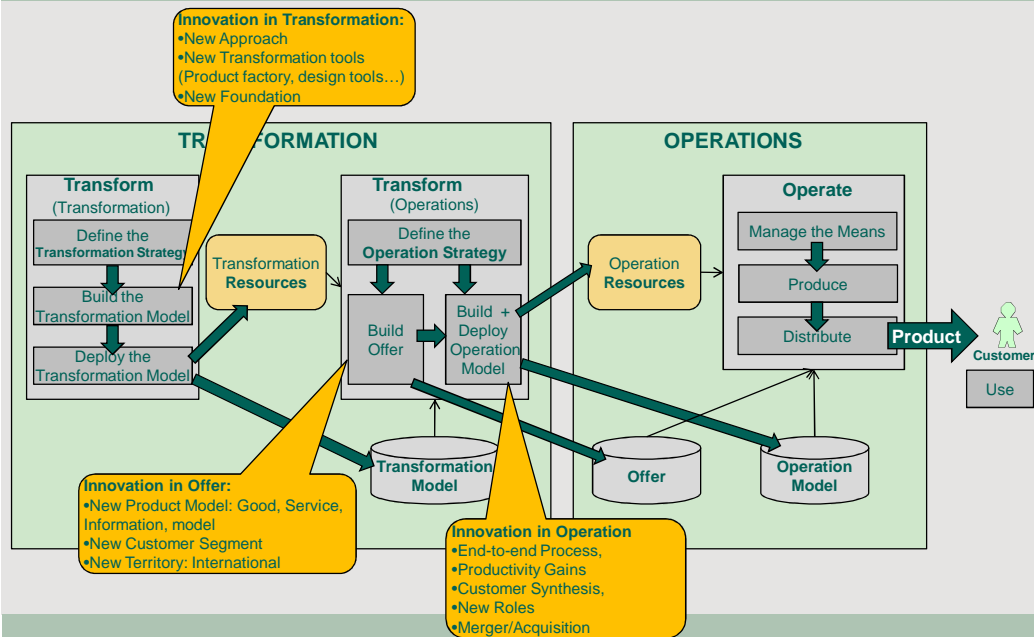 Innovation in Transformation:
•New Approach
•New Transformation tools
(Product factory, design tools…)
•New Foundation
TR FORMATION
OPERATIONS
Transform
(Transformation)
Define the
Transformation Strategy
Build the
Transformation Model
Deploy the
Transformation Model
Transformation
Resources
Transform
(Operations)
Define the
Operation Strategy
Build
Offer
Build +
Deploy
Operation
Model
Operation
Resources
Operate
Manage the Means
Produce
Distribute
Product
Customer
Use
Transformation
Model
Offer
Operation
Model
Innovation in Offer:
•New Product Model: Good, Service,
Information, model
•New Customer Segment
•New Territory: International
Innovation in Operation
•End-to-end Process,
•Productivity Gains
•Customer Synthesis,
•New Roles
•Merger/Acquisition